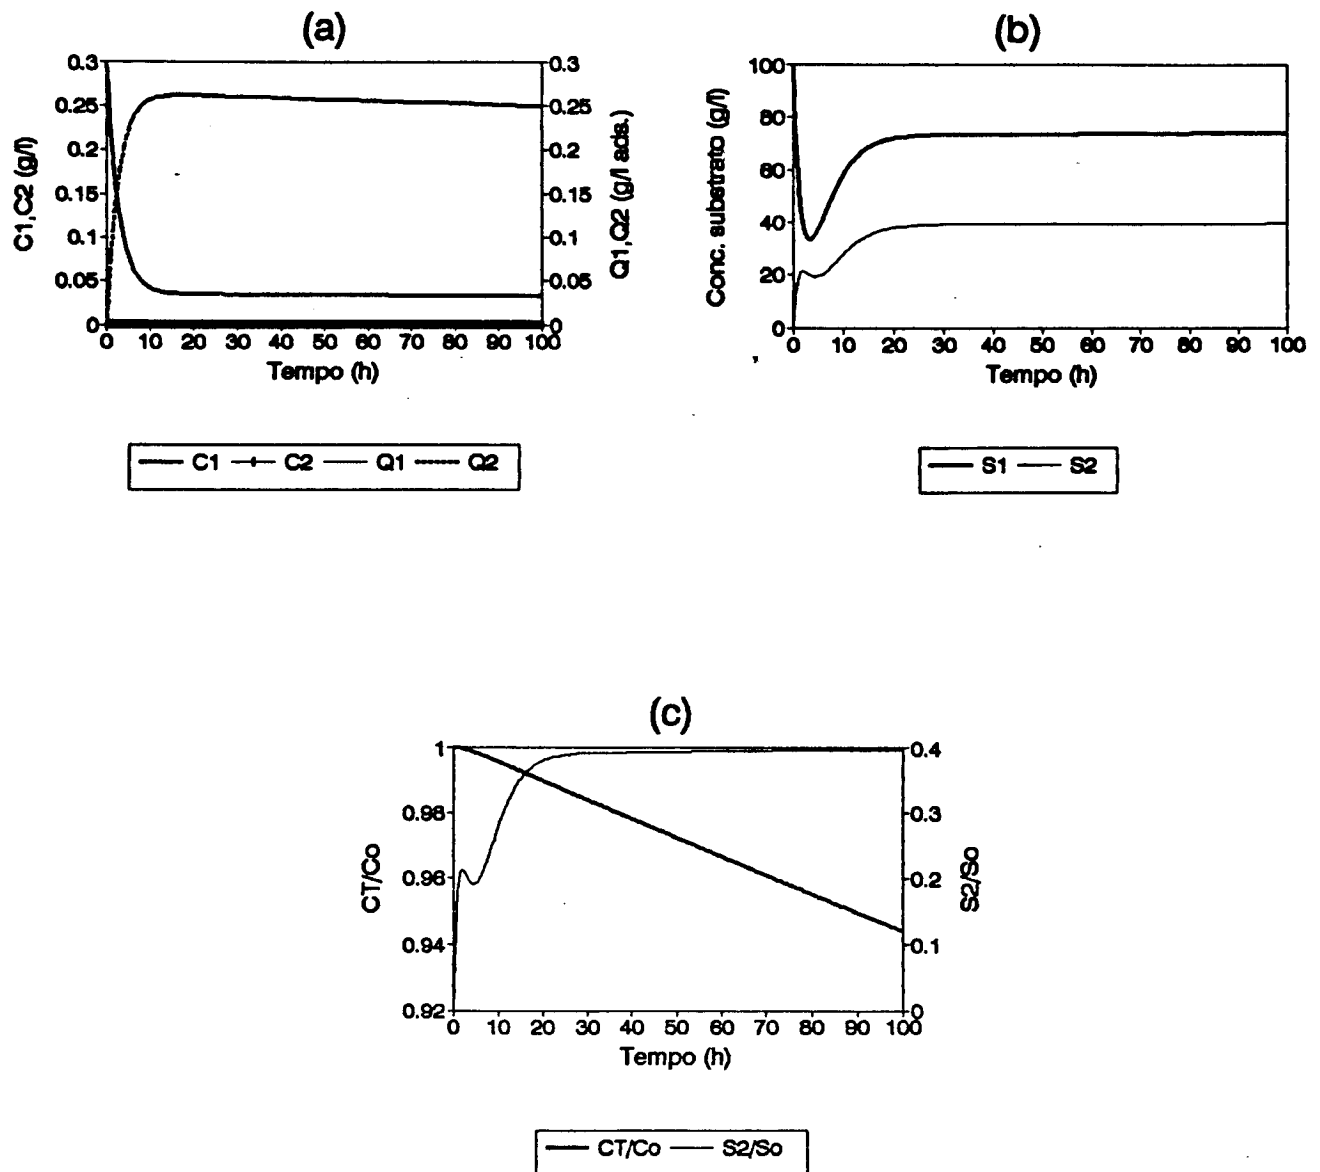 (a)
0.3
0.25
0.2
0.15
0.1
0.05
0
C1,C2 (g/l)
0.3
0.25
0.2
0.15
0.1
0.05
0
Q1,Q2 (g/l ads.)
0 10 20 30 40 50 60 70 80 90 100
Tempo (h)
C1 C2 Q1 Q2
(b)
100
80
60
40
20
0
Conc. substrato (g/l)
0 10 20 30 40 50 60 70 80 90 100
Tempo (h)
S1 S2
(c)
1
0.98
0.96
0.94
0.92
CT/Co
0.4
0.3
0.2
0.1
0
S2/So
0 10 20 30 40 50 60 70 80 90 100
Tempo (h)
CT/Co S2/So